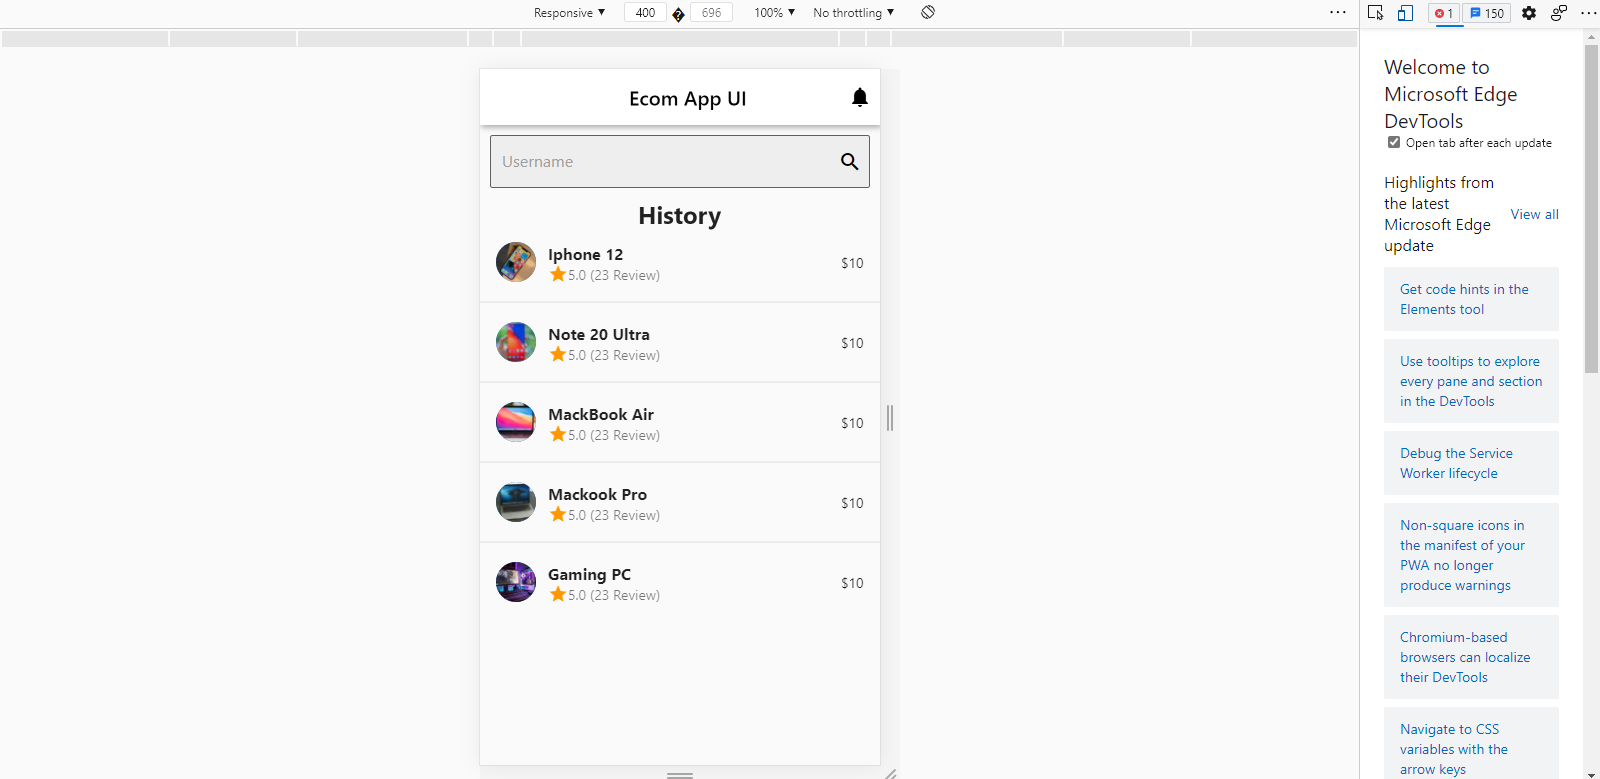 Responsive ▼ 400 � 696 100% ▼ No throttling ▼ ··· 1 150 ···
Ecom App UI
Username
History
Iphone 12
5.0 (23 Review)
$10
Note 20 Ultra
5.0 (23 Review)
$10
MackBook Air
5.0 (23 Review)
$10
Mackook Pro
5.0 (23 Review)
$10
Gaming PC
5.0 (23 Review)
$10
Welcome to
Microsoft Edge
DevTools
Open tab after each update
Highlights from
the latest
Microsoft Edge
update
View all
Get code hints in the
Elements tool
Use tooltips to explore
every pane and section
in the DevTools
Debug the Service
Worker lifecycle
Non-square icons in
the manifest of your
PWA no longer
produce warnings
Chromium-based
browsers can localize
their DevTools
Navigate to CSS
variables with the
arrow keys